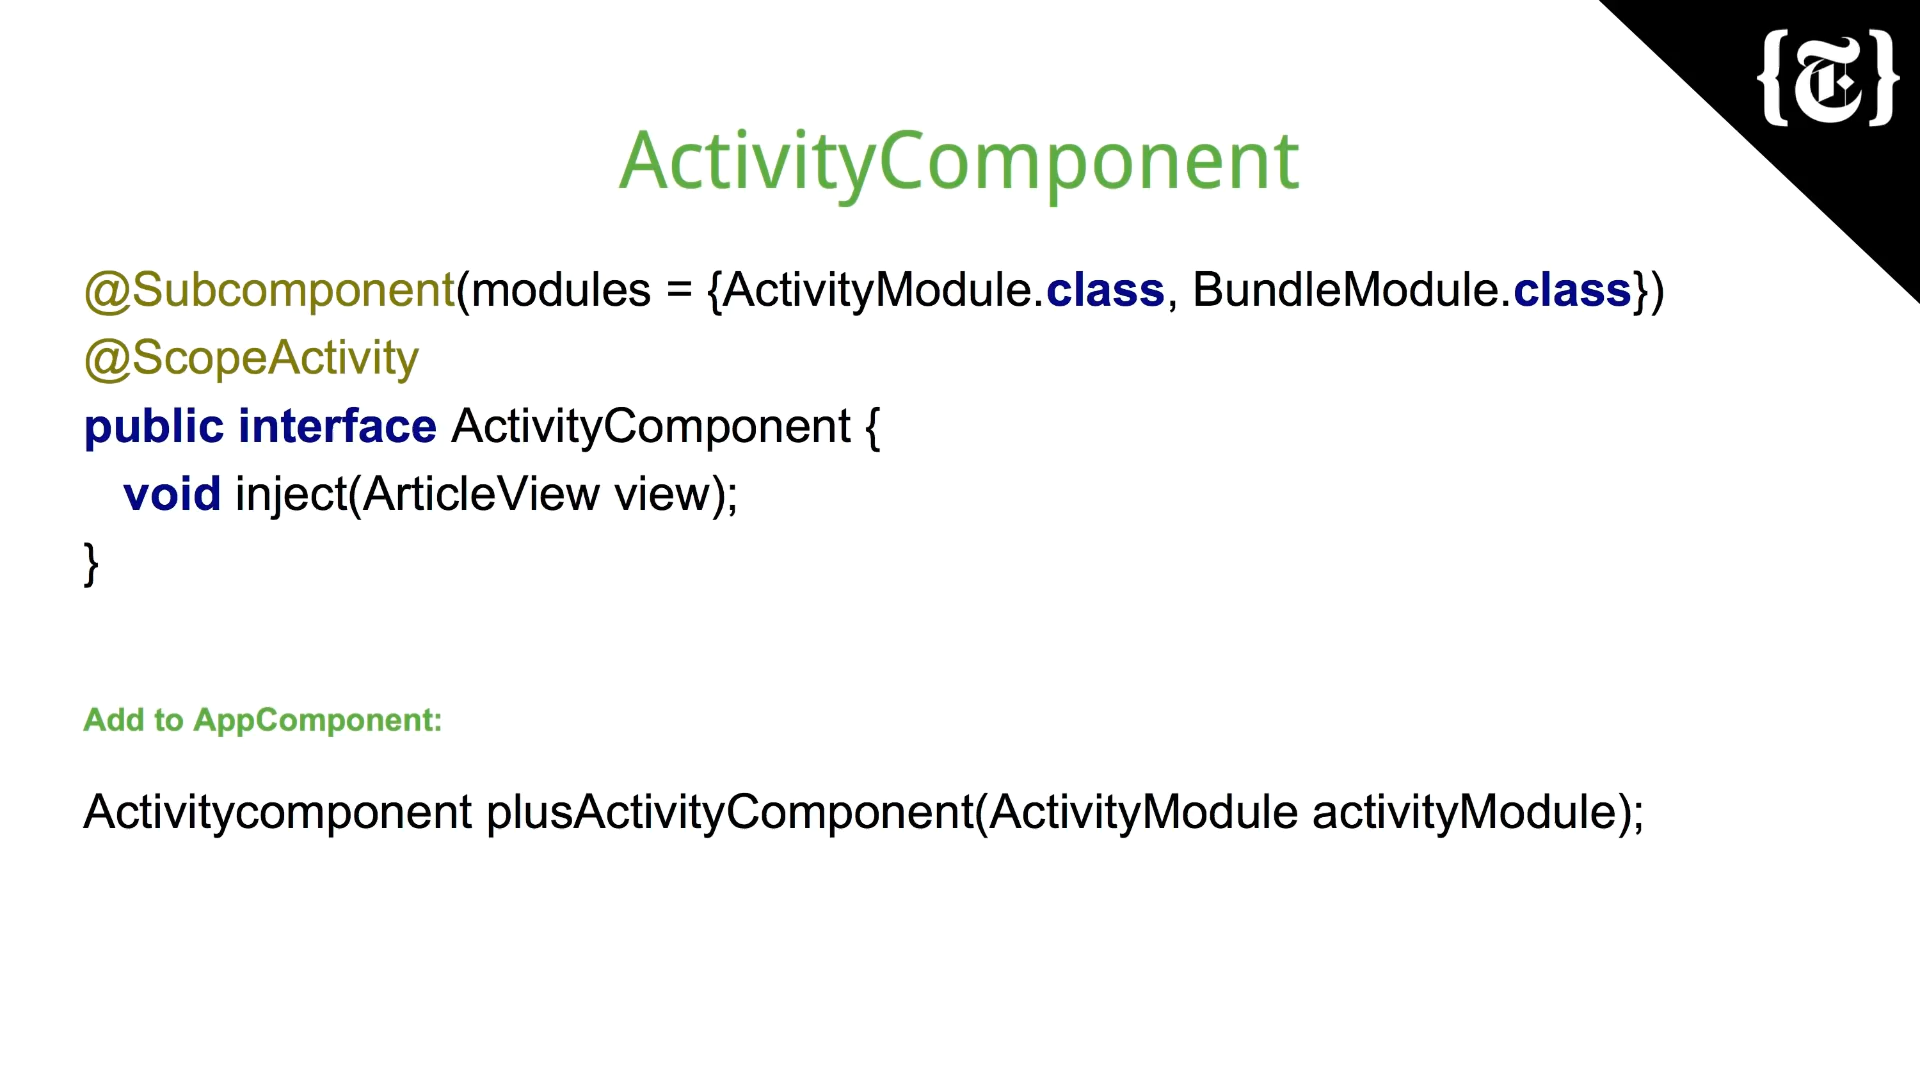 {T}
ActivityComponent
@Subcomponent(modules = {ActivityModule.class, BundleModule.class})
@ScopeActivity
public interface ActivityComponent {
void inject(ArticleView view);
}
Add to AppComponent:
Activitycomponent plusActivityComponent(ActivityModule activityModule);